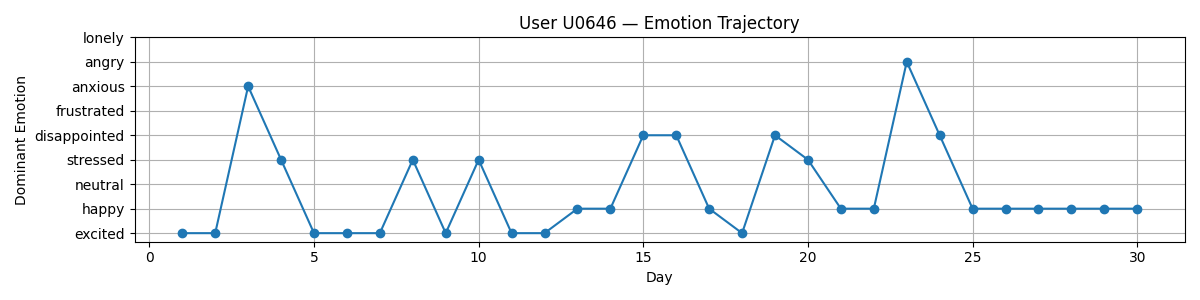 User U0646 — Emotion Trajectory
Dominant Emotion
lonely
angry
anxious
frustrated
disappointed
stressed
neutral
happy
excited
0 5 10 15 20 25 30
Day